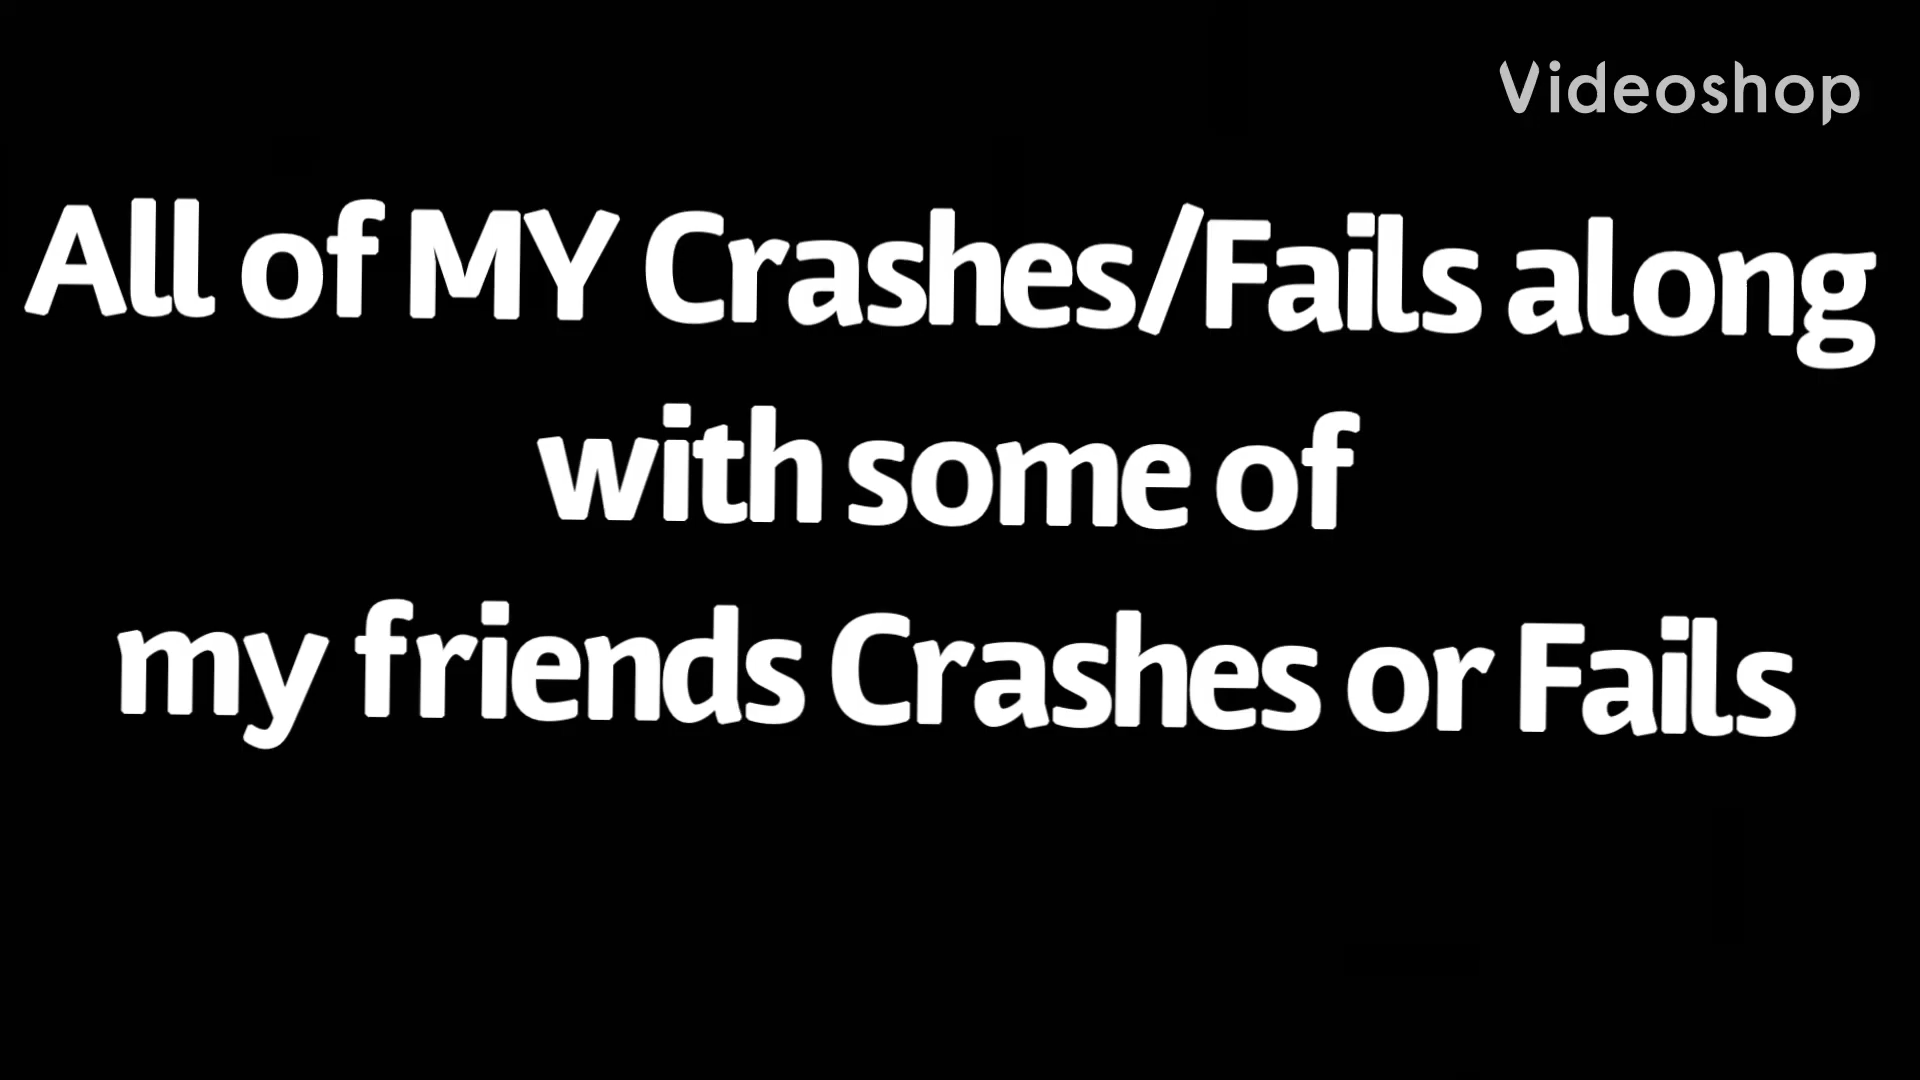 Videoshop
All of MY Crashes/Fails along
with some of
my friends Crashes or Fails